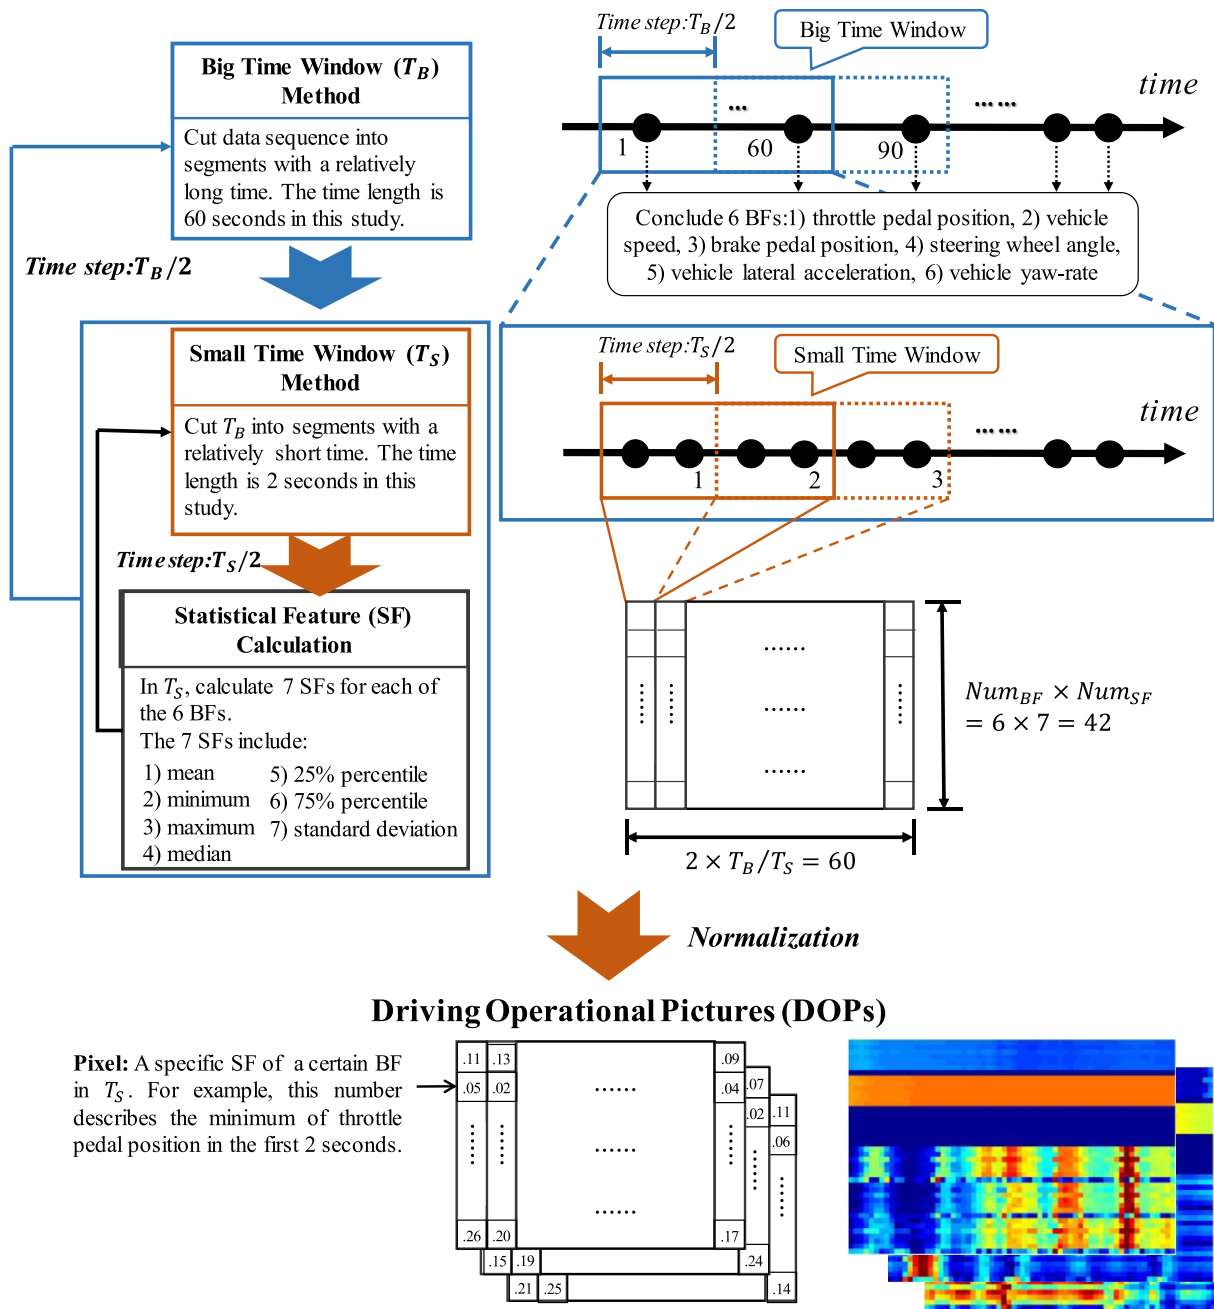 Big Time Window (T_B)
Method
Cut data sequence into
segments with a relatively
long time. The time length is
60 seconds in this study.
Time step:T_B/2
Small Time Window (T_S)
Method
Cut T_B into segments with a
relatively short time. The time
length is 2 seconds in this
study.
Time step:T_S/2
Statistical Feature (SF)
Calculation
In T_S, calculate 7 SFs for each of
the 6 BFs.
The 7 SFs include:
1) mean
2) minimum
3) maximum
4) median
5) 25% percentile
6) 75% percentile
7) standard deviation
Time step:T_B/2
Big Time Window
time
...
......
1
60
90
Conclude 6 BFs:1) throttle pedal position, 2) vehicle
speed, 3) brake pedal position, 4) steering wheel angle,
5) vehicle lateral acceleration, 6) vehicle yaw-rate
Time step:T_S/2
Small Time Window
time
......
1
2
3
......
......
......
Num_BF × Num_SF
= 6 × 7 = 42
2 × T_B/T_S = 60
Normalization
Driving Operational Pictures (DOPs)
Pixel: A specific SF of a certain BF
in T_S. For example, this number
describes the minimum of throttle
pedal position in the first 2 seconds.
.11 .13 .09
.05 .02 ...... .04
......
......
.26 .20 .17
.07
.02
.15 .19 .24
.11
.06
.21 .25 .14